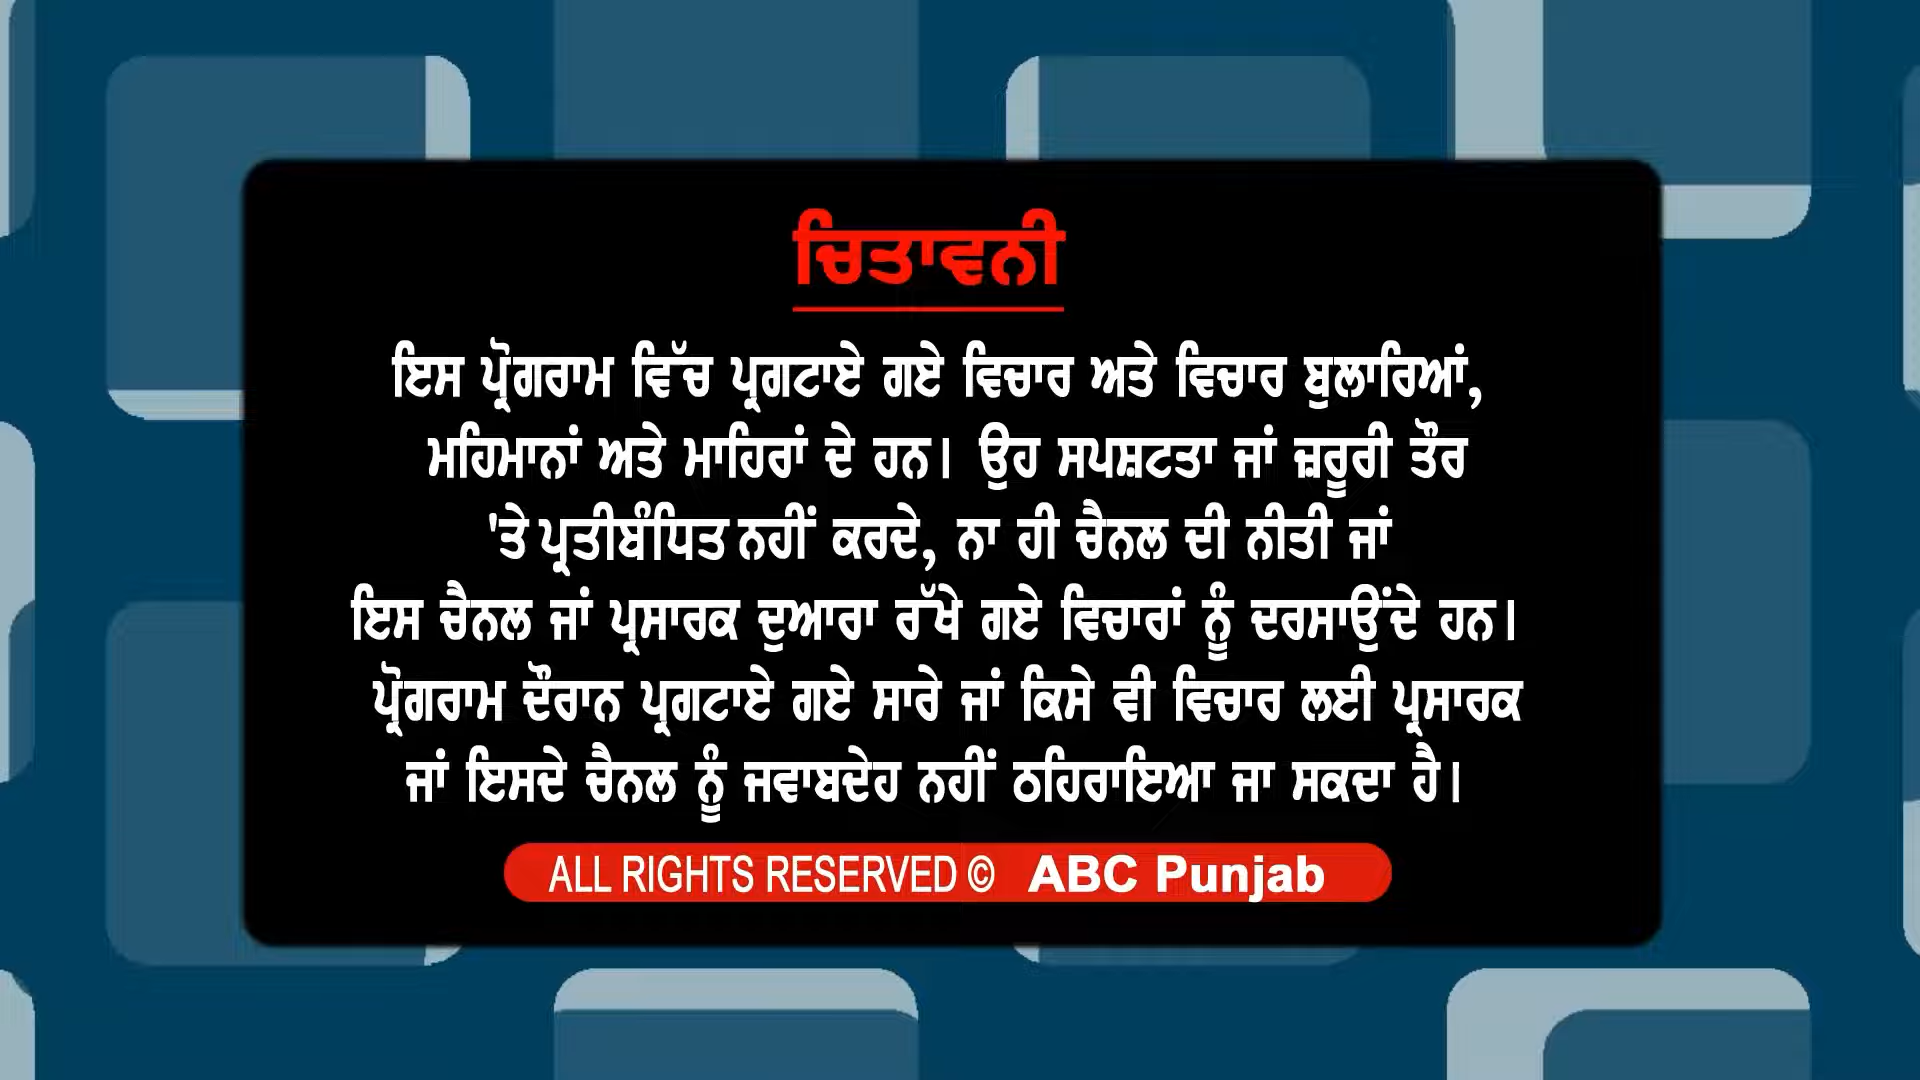 ਚਿਤਾਵਨੀ
ਇਸ ਪ੍ਰੋਗਰਾਮ ਵਿੱਚ ਪ੍ਰਗਟਾਏ ਗਏ ਵਿਚਾਰ ਅਤੇ ਵਿਚਾਰ ਬੁਲਾਰਿਆਂ,
ਮਹਿਮਾਨਾਂ ਅਤੇ ਮਾਹਿਰਾਂ ਦੇ ਹਨ। ਉਹ ਸਪਸ਼ਟਤਾ ਜਾਂ ਜ਼ਰੂਰੀ ਤੌਰ
'ਤੇ ਪ੍ਰਤੀਬੰਧਿਤ ਨਹੀਂ ਕਰਦੇ, ਨਾ ਹੀ ਚੈਨਲ ਦੀ ਨੀਤੀ ਜਾਂ
ਇਸ ਚੈਨਲ ਜਾਂ ਪ੍ਰਸਾਰਕ ਦੁਆਰਾ ਰੱਖੇ ਗਏ ਵਿਚਾਰਾਂ ਨੂੰ ਦਰਸਾਉਂਦੇ ਹਨ।
ਪ੍ਰੋਗਰਾਮ ਦੌਰਾਨ ਪ੍ਰਗਟਾਏ ਗਏ ਸਾਰੇ ਜਾਂ ਕਿਸੇ ਵੀ ਵਿਚਾਰ ਲਈ ਪ੍ਰਸਾਰਕ
ਜਾਂ ਇਸਦੇ ਚੈਨਲ ਨੂੰ ਜਵਾਬਦੇਹ ਨਹੀਂ ਠਹਿਰਾਇਆ ਜਾ ਸਕਦਾ ਹੈ।
ALL RIGHTS RESERVED © ABC Punjab